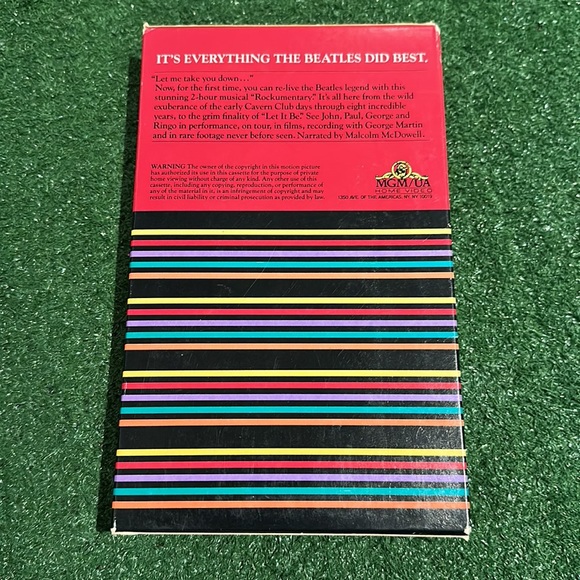 IT'S EVERYTHING THE BEATLES DID BEST.
"Let me take you down..."
Now, for the first time, you can re-live the Beatles legend with this
stunning 2-hour musical "Rockumentary." It's all here from the wild
exuberance of the early Cavern Club days through eight incredible
years, to the grim finality of "Let It Be." See John, Paul, George and
Ringo in performance, on tour, in films, recording with George Martin
and in rare footage never before seen. Narrated by Malcolm McDowell.
WARNING The owner of the copyright in this motion picture
has authorized its use in this cassette for the purpose of private
home viewing without charge of any kind. Any other use of this
cassette, including any copying, reproduction, or performance of
any of the material in it, is an infringement of copyright and may
result in civil liability or criminal prosecution as provided by law.
MGM/UA
HOME VIDEO
1350 AVE. OF THE AMERICAS, NY, NY 10019